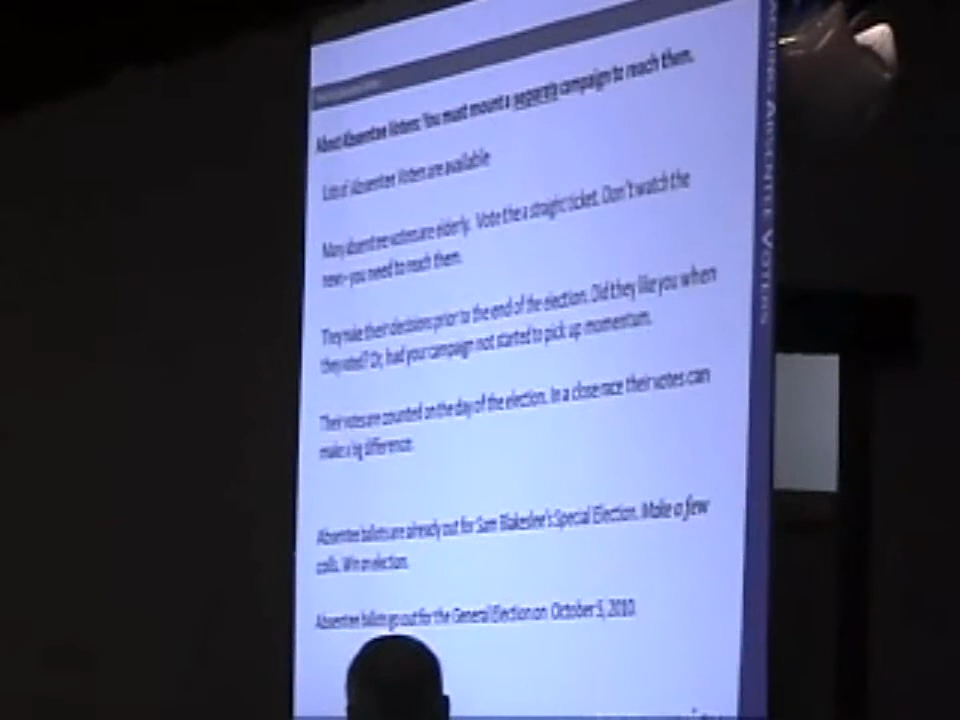 About Absentee Voters: You must mount a separate campaign to reach them.
Lots of Absentee Voters are available
Many absentee voters are elderly. Vote the a straight ticket. Don't watch the
news- you need to reach them.
They make their decisions prior to the end of the election. Did they like you when
they voted? Or, had your campaign not started to pick up momentum.
Their votes are counted on the day of the election. In a close race their votes can
make a big difference.
Absentee ballots are already out for Sam Blakeslee's Special Election. Make a few
calls. Win an election.
Absentee ballots go out for the General Election on October 5, 2010.
Absentee Votes